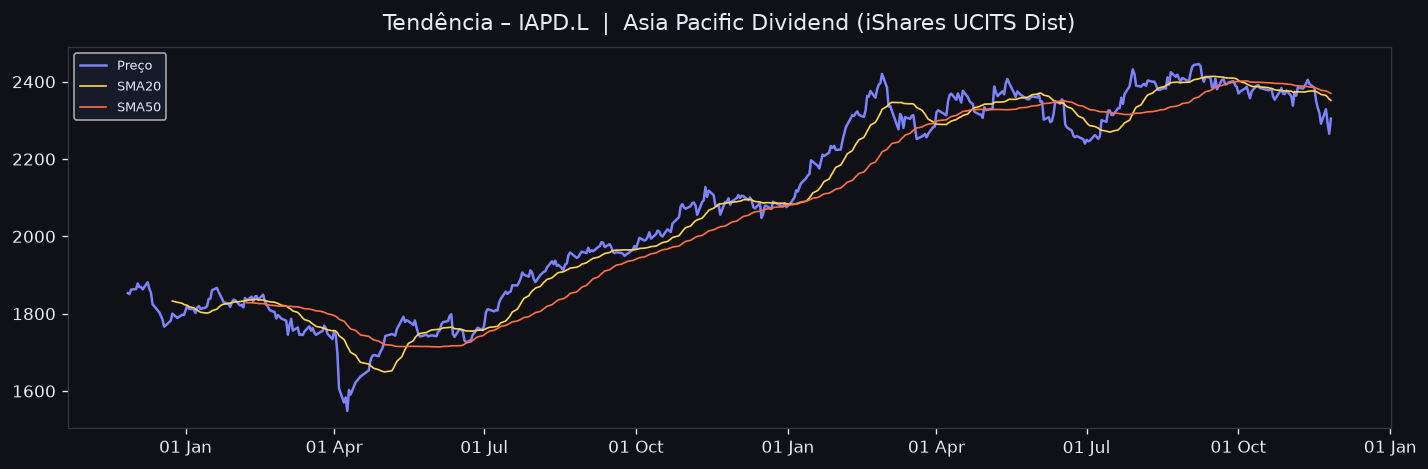 Tendência – IAPD.L | Asia Pacific Dividend (iShares UCITS Dist)
Preço
SMA20
SMA50
2400
2200
2000
1800
1600
01 Jan 01 Apr 01 Jul 01 Oct 01 Jan 01 Apr 01 Jul 01 Oct 01 Jan